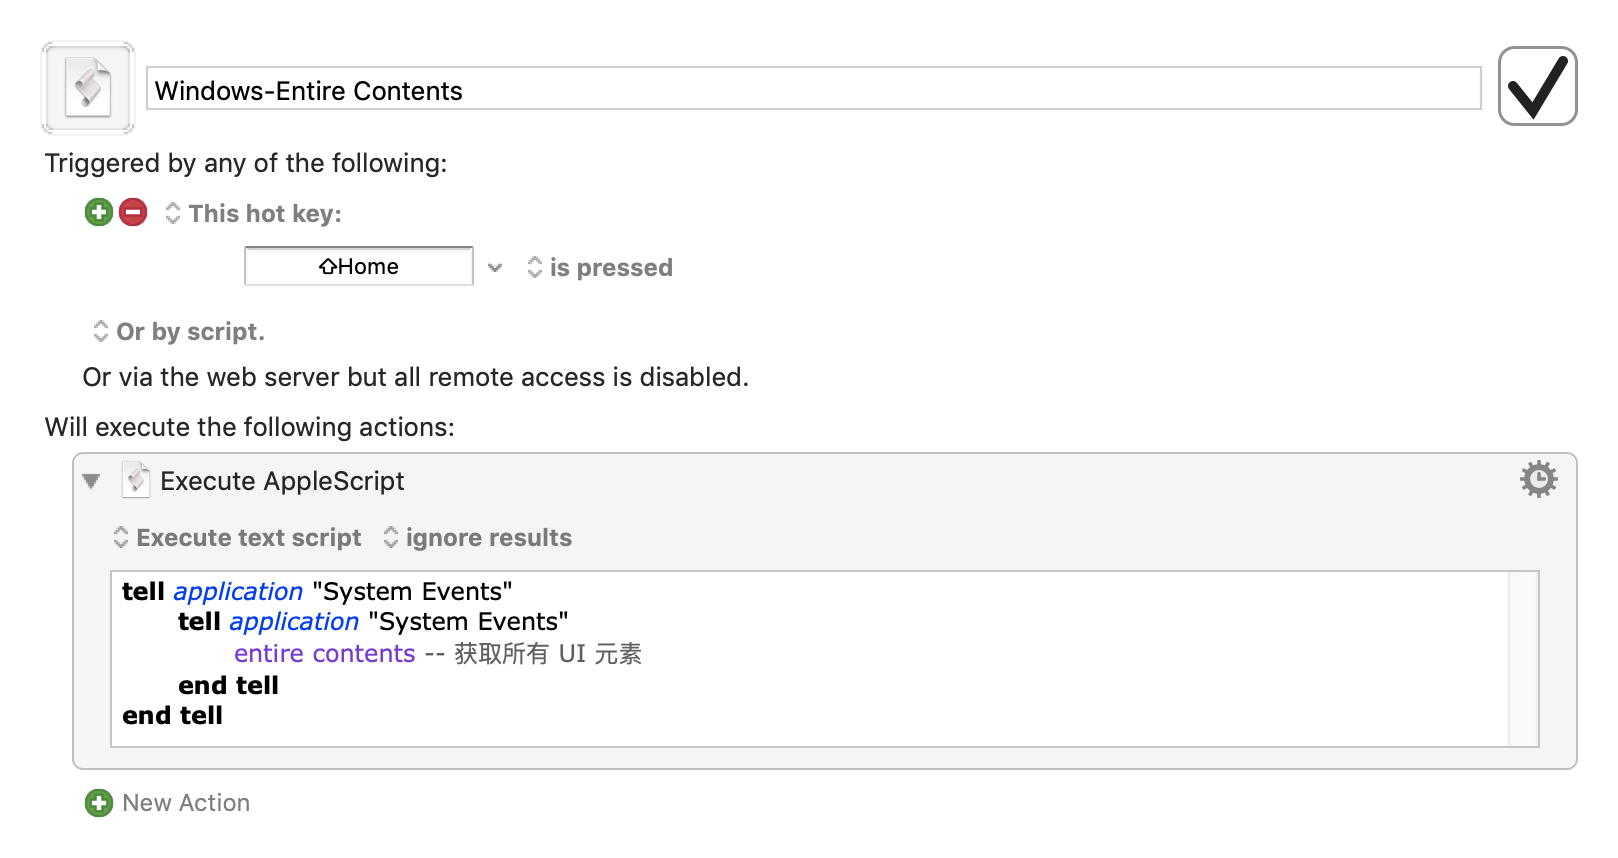 Windows-Entire Contents
Triggered by any of the following:
This hot key:
⇧Home is pressed
Or by script.
Or via the web server but all remote access is disabled.
Will execute the following actions:
Execute AppleScript
Execute text script ignore results
tell application "System Events"
tell application "System Events"
entire contents -- 获取所有 UI 元素
end tell
end tell
New Action